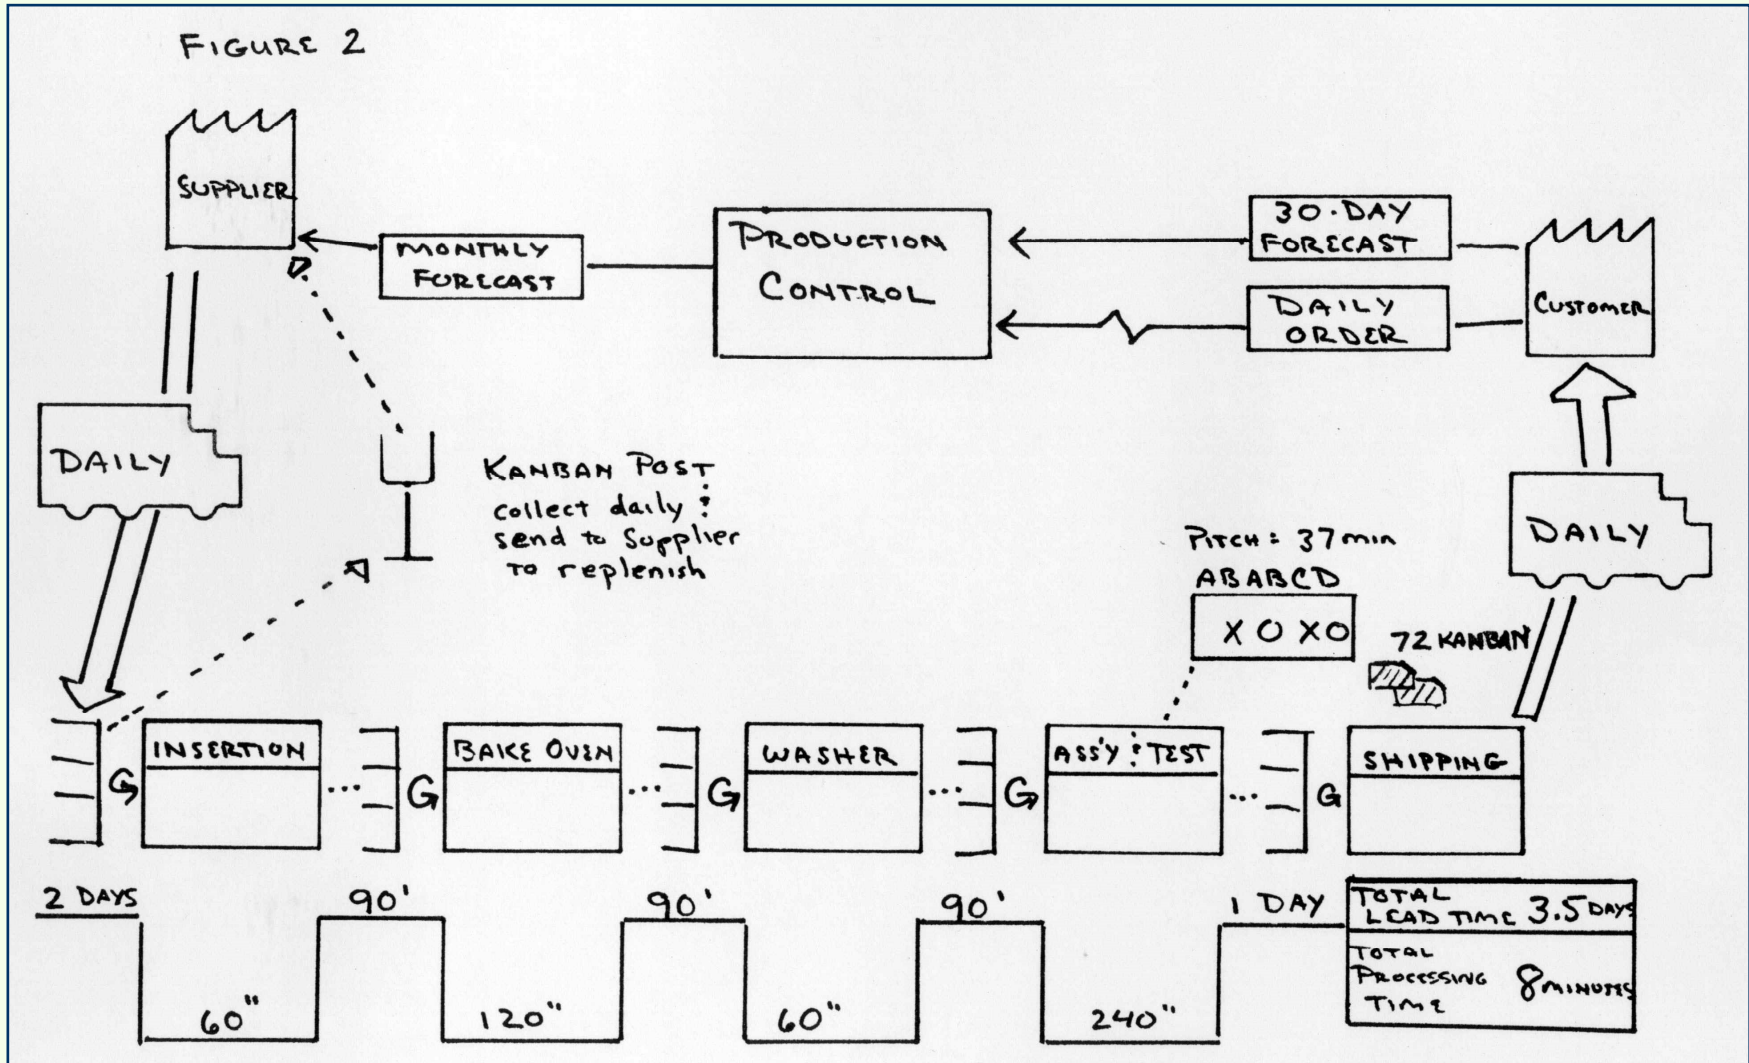 FIGURE 2
SUPPLIER
MONTHLY
FORECAST
PRODUCTION
CONTROL
30-DAY
FORECAST
DAILY
ORDER
CUSTOMER
DAILY
KANBAN POST:
collect daily &
send to Supplier
to replenish
PITCH: 37 min
ABABCD
X O X O
72 KANBAN
DAILY
INSERTION
BAKE OVEN
WASHER
ASS'Y & TEST
SHIPPING
G
G
G
G
G
2 DAYS
60"
90'
120"
90'
60"
90'
240"
1 DAY
TOTAL
LEAD TIME 3.5 DAYS
TOTAL
PROCESSING 8 MINUTES
TIME